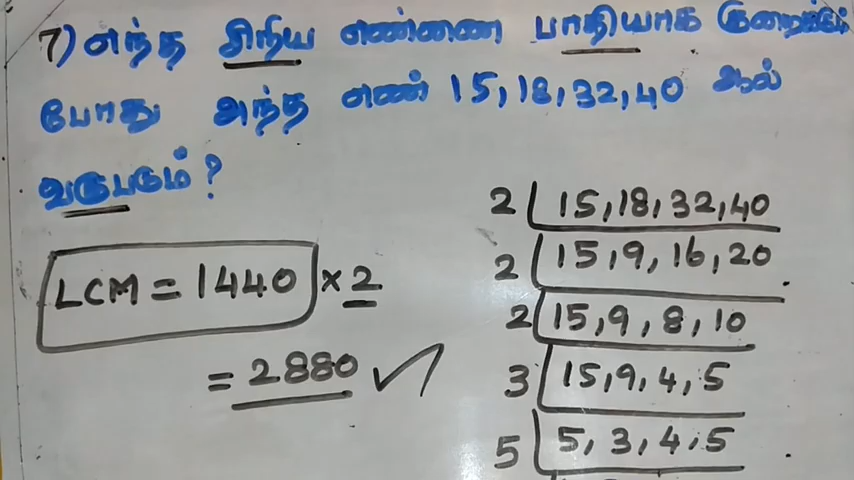 7) எந்த சிறிய எண்ணை பாதியாக குறைக்கும்
போது அந்த எண் 15,18,32,40 ஆல்
வகுபடும்?
2 | 15,18,32,40
2 | 15,9,16,20
LCM = 1440 × 2
2 | 15,9,8,10
= 2880 ✓
3 | 15,9,4,5
5 | 5,3,4,5